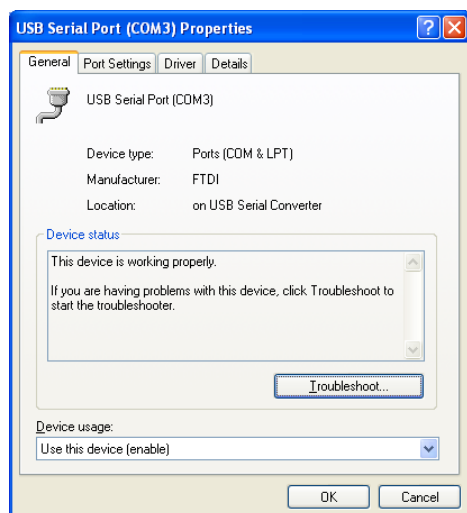 USB Serial Port (COM3) Properties
General Port Settings Driver Details
USB Serial Port (COM3)
Device type: Ports (COM & LPT)
Manufacturer: FTDI
Location: on USB Serial Converter
Device status
This device is working properly.
If you are having problems with this device, click Troubleshoot to
start the troubleshooter.
Troubleshoot...
Device usage:
Use this device (enable)
OK Cancel